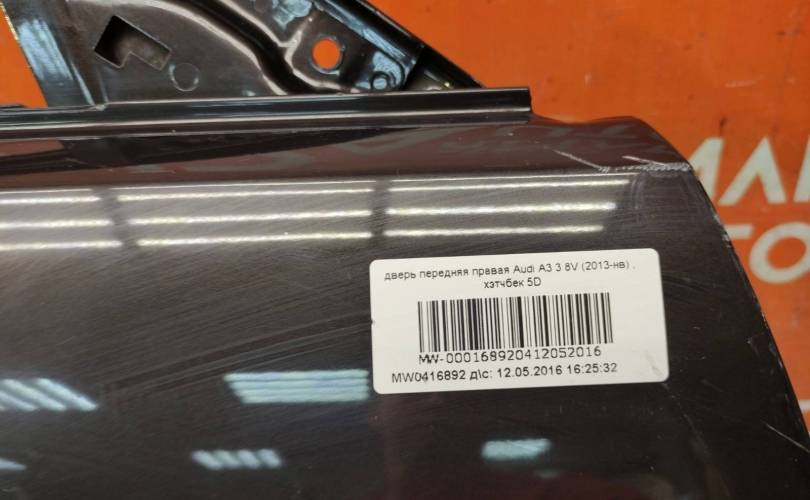 дверь передняя правая Audi A3 3 8V (2013-нв) .
хэтчбек 5D
MW-000168920412052016
MW0416892 д\с: 12.05.2016 16:25:32